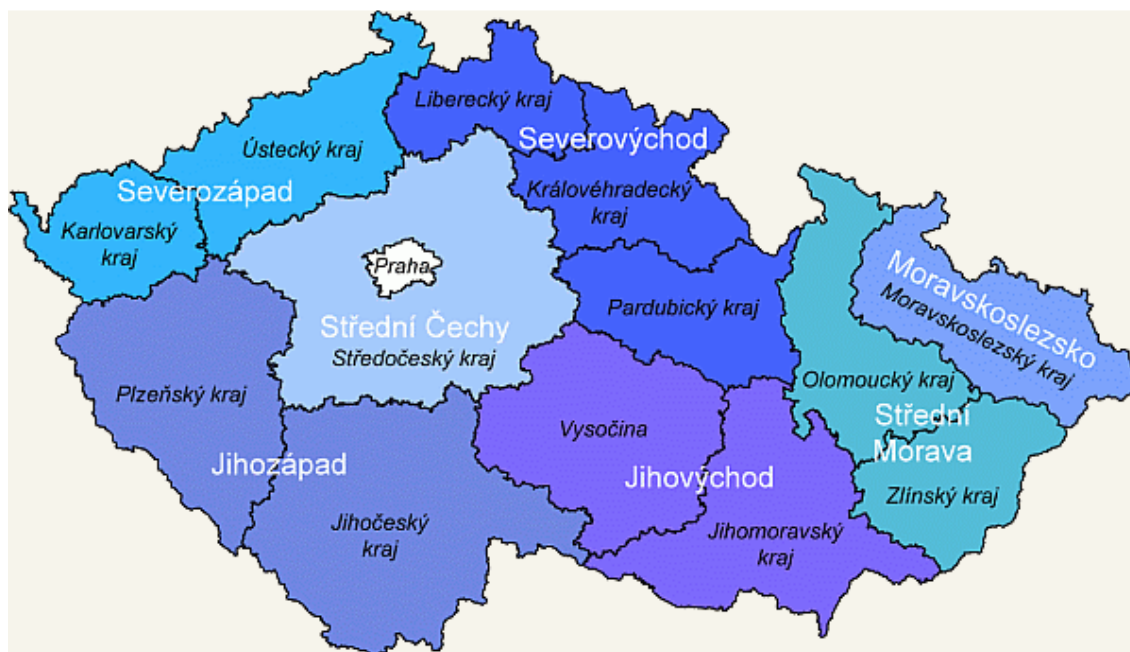 Liberecký kraj
Severovýchod
Ústecký kraj
Severozápad
Královéhradecký
kraj
Karlovarský
kraj
Praha
Moravskoslezsko
Moravskoslezský kraj
Pardubický kraj
Střední Čechy
Středočeský kraj
Plzeňský kraj
Olomoucký kraj
Střední
Morava
Vysočina
Jihozápad
Jihovýchod
Zlínský kraj
Jihočeský
kraj
Jihomoravský
kraj